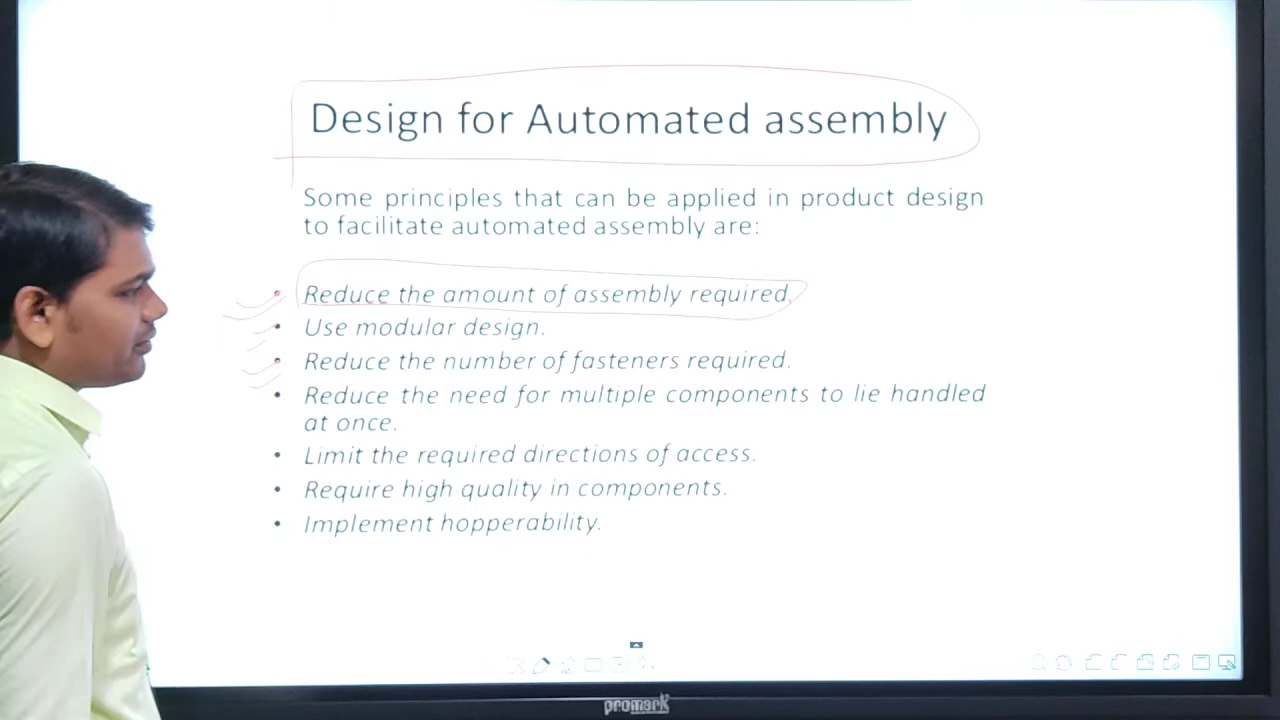 Design for Automated assembly
Some principles that can be applied in product design
to facilitate automated assembly are:
• Reduce the amount of assembly required.
• Use modular design.
• Reduce the number of fasteners required.
• Reduce the need for multiple components to lie handled
at once.
• Limit the required directions of access.
• Require high quality in components.
• Implement hopperability.
promark